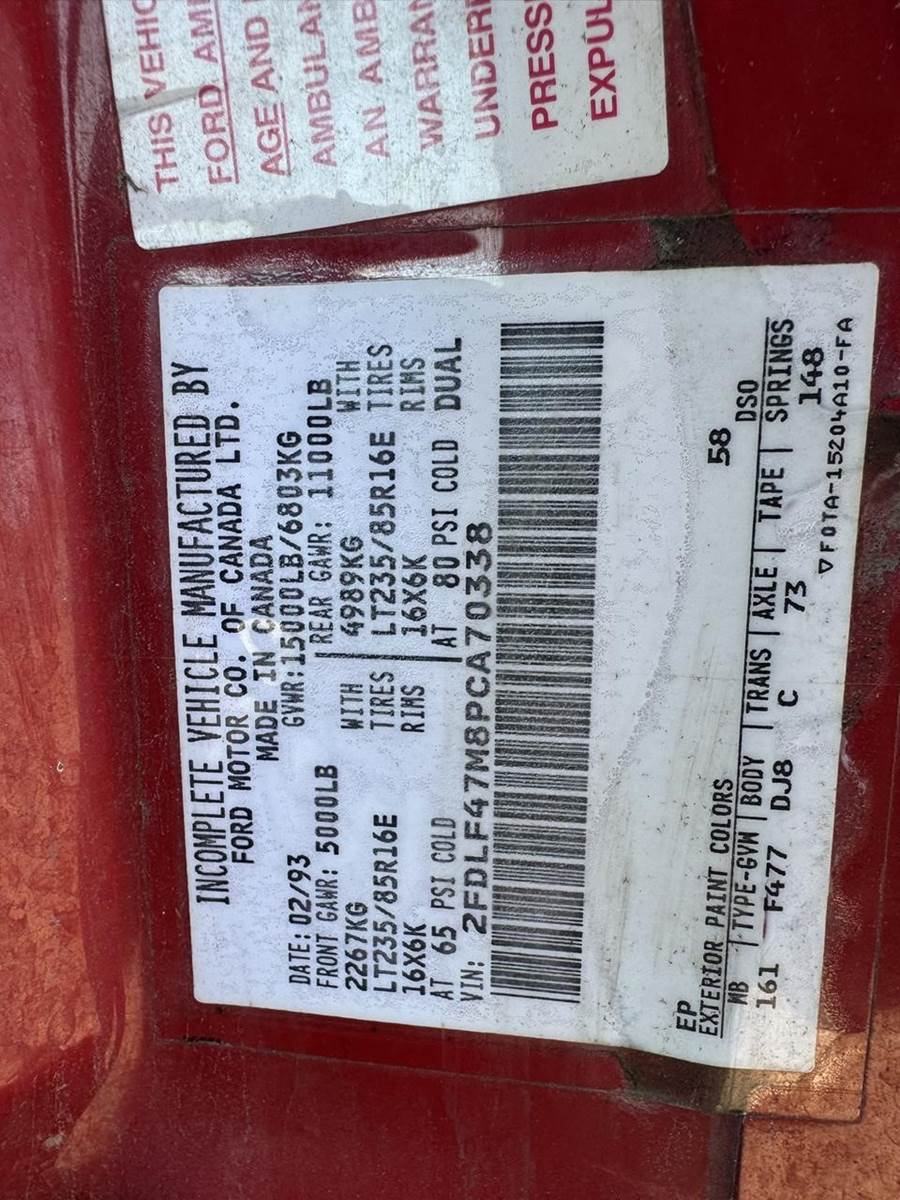 THIS VEHIC
FORD AM
AGE AND
AMBULAN
AN AMB
WARRAN
UNDER
PRESS
EXPUL
INCOMPLETE VEHICLE MANUFACTURED BY
FORD MOTOR CO. OF CANADA LTD.
MADE IN CANADA
DATE: 02/93 GVWR:15000LB/6803KG
FRONT GAWR: 5000LB REAR GAWR: 11000LB
2267KG WITH 4989KG WITH
LT235/85R16E TIRES LT235/85R16E TIRES
16X6K RIMS 16X6K RIMS
AT 65 PSI COLD AT 80 PSI COLD DUAL
VIN: 2FDLF47M8PCA70338
EP 58
EXTERIOR PAINT COLORS DSO
WB | TYPE-GVW | BODY | TRANS | AXLE | TAPE | SPRINGS
161 F477 DJ8 C 73 148
▽F0TA-15204A10-FA